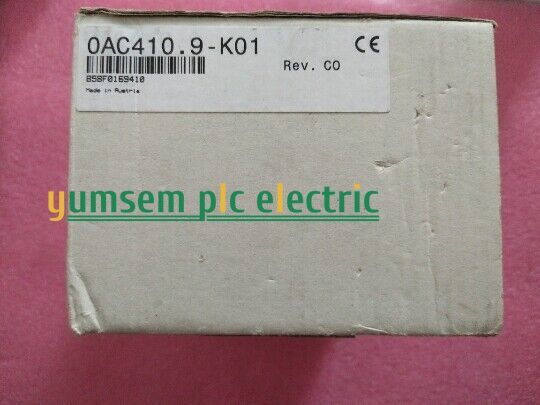 0AC410.9-K01
CE
Rev. C0
B5BF0169410
Made in Austria
yumsem plc electric